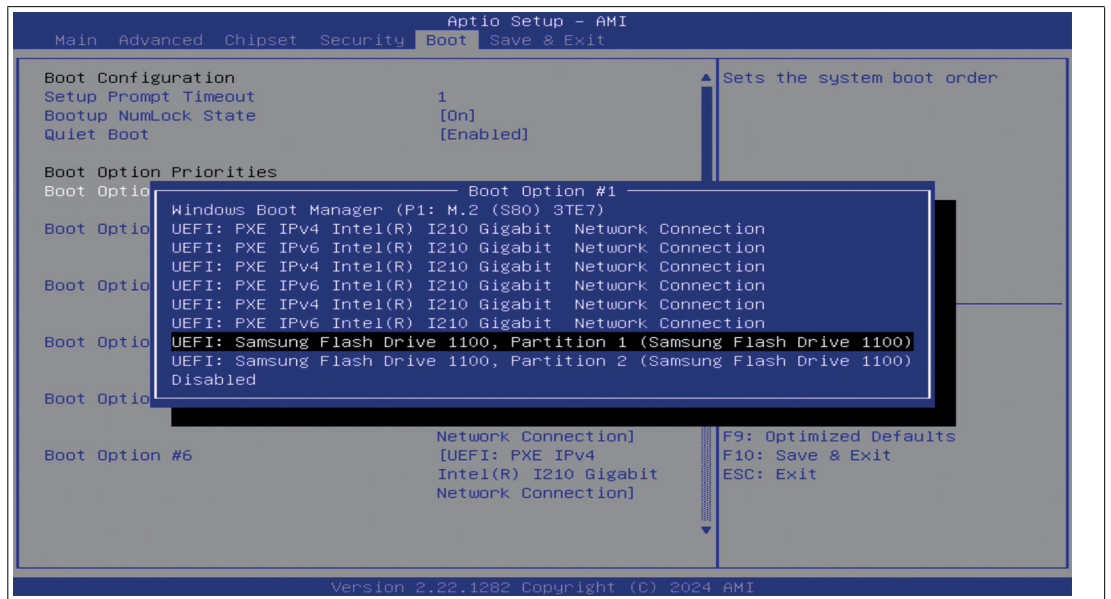 Aptio Setup – AMI
Main Advanced Chipset Security Boot Save & Exit
Boot Configuration
Setup Prompt Timeout 1
Bootup NumLock State [On]
Quiet Boot [Enabled]
Boot Option Priorities
Boot Optio
Boot Optio
Boot Optio
Boot Optio
Boot Optio
Boot Option #1
Windows Boot Manager (P1: M.2 (S80) 3TE7)
UEFI: PXE IPv4 Intel(R) I210 Gigabit Network Connection
UEFI: PXE IPv6 Intel(R) I210 Gigabit Network Connection
UEFI: PXE IPv4 Intel(R) I210 Gigabit Network Connection
UEFI: PXE IPv6 Intel(R) I210 Gigabit Network Connection
UEFI: PXE IPv4 Intel(R) I210 Gigabit Network Connection
UEFI: PXE IPv6 Intel(R) I210 Gigabit Network Connection
UEFI: Samsung Flash Drive 1100, Partition 1 (Samsung Flash Drive 1100)
UEFI: Samsung Flash Drive 1100, Partition 2 (Samsung Flash Drive 1100)
Disabled
Network Connection]
Boot Option #6 [UEFI: PXE IPv4
Intel(R) I210 Gigabit
Network Connection]
Sets the system boot order
F9: Optimized Defaults
F10: Save & Exit
ESC: Exit
Version 2.22.1282 Copyright (C) 2024 AMI